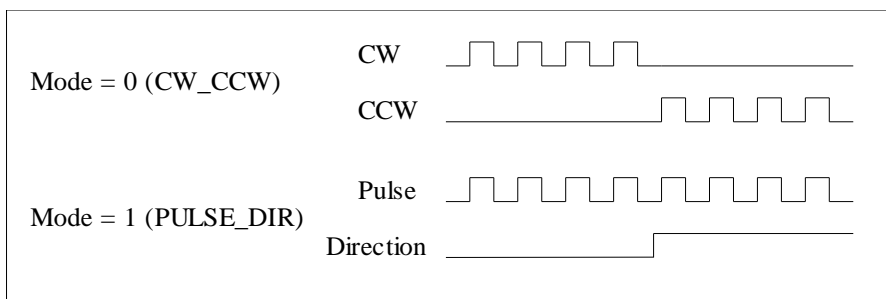 CW
Mode = 0 (CW_CCW)
CCW
Pulse
Mode = 1 (PULSE_DIR)
Direction